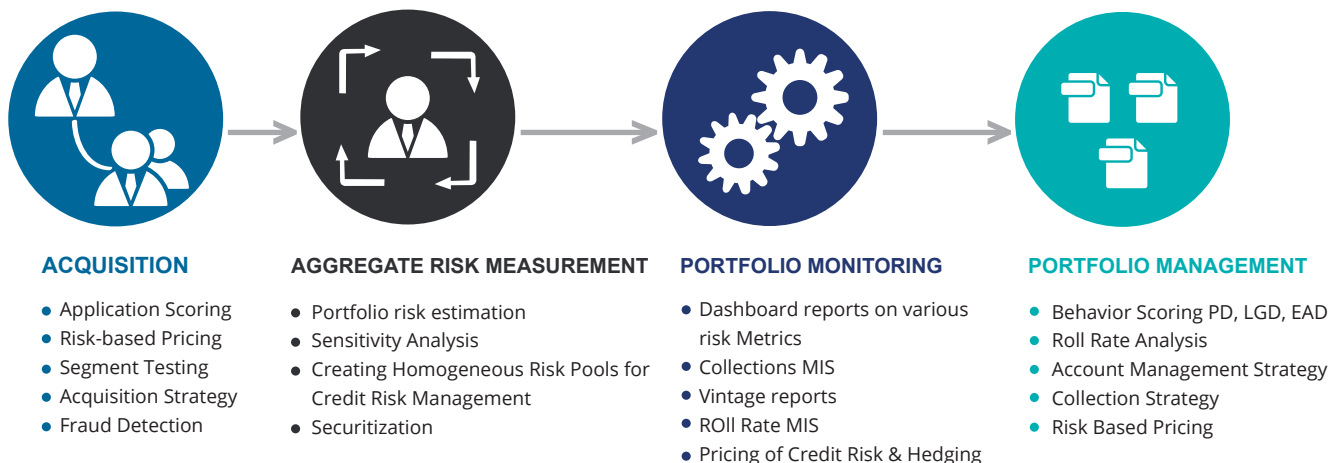 ACQUISITION
Application Scoring
Risk-based Pricing
Segment Testing
Acquisition Strategy
Fraud Detection
AGGREGATE RISK MEASUREMENT
Portfolio risk estimation
Sensitivity Analysis
Creating Homogeneous Risk Pools for
Credit Risk Management
Securitization
PORTFOLIO MONITORING
Dashboard reports on various
risk Metrics
Collections MIS
Vintage reports
ROll Rate MIS
Pricing of Credit Risk & Hedging
PORTFOLIO MANAGEMENT
Behavior Scoring PD, LGD, EAD
Roll Rate Analysis
Account Management Strategy
Collection Strategy
Risk Based Pricing